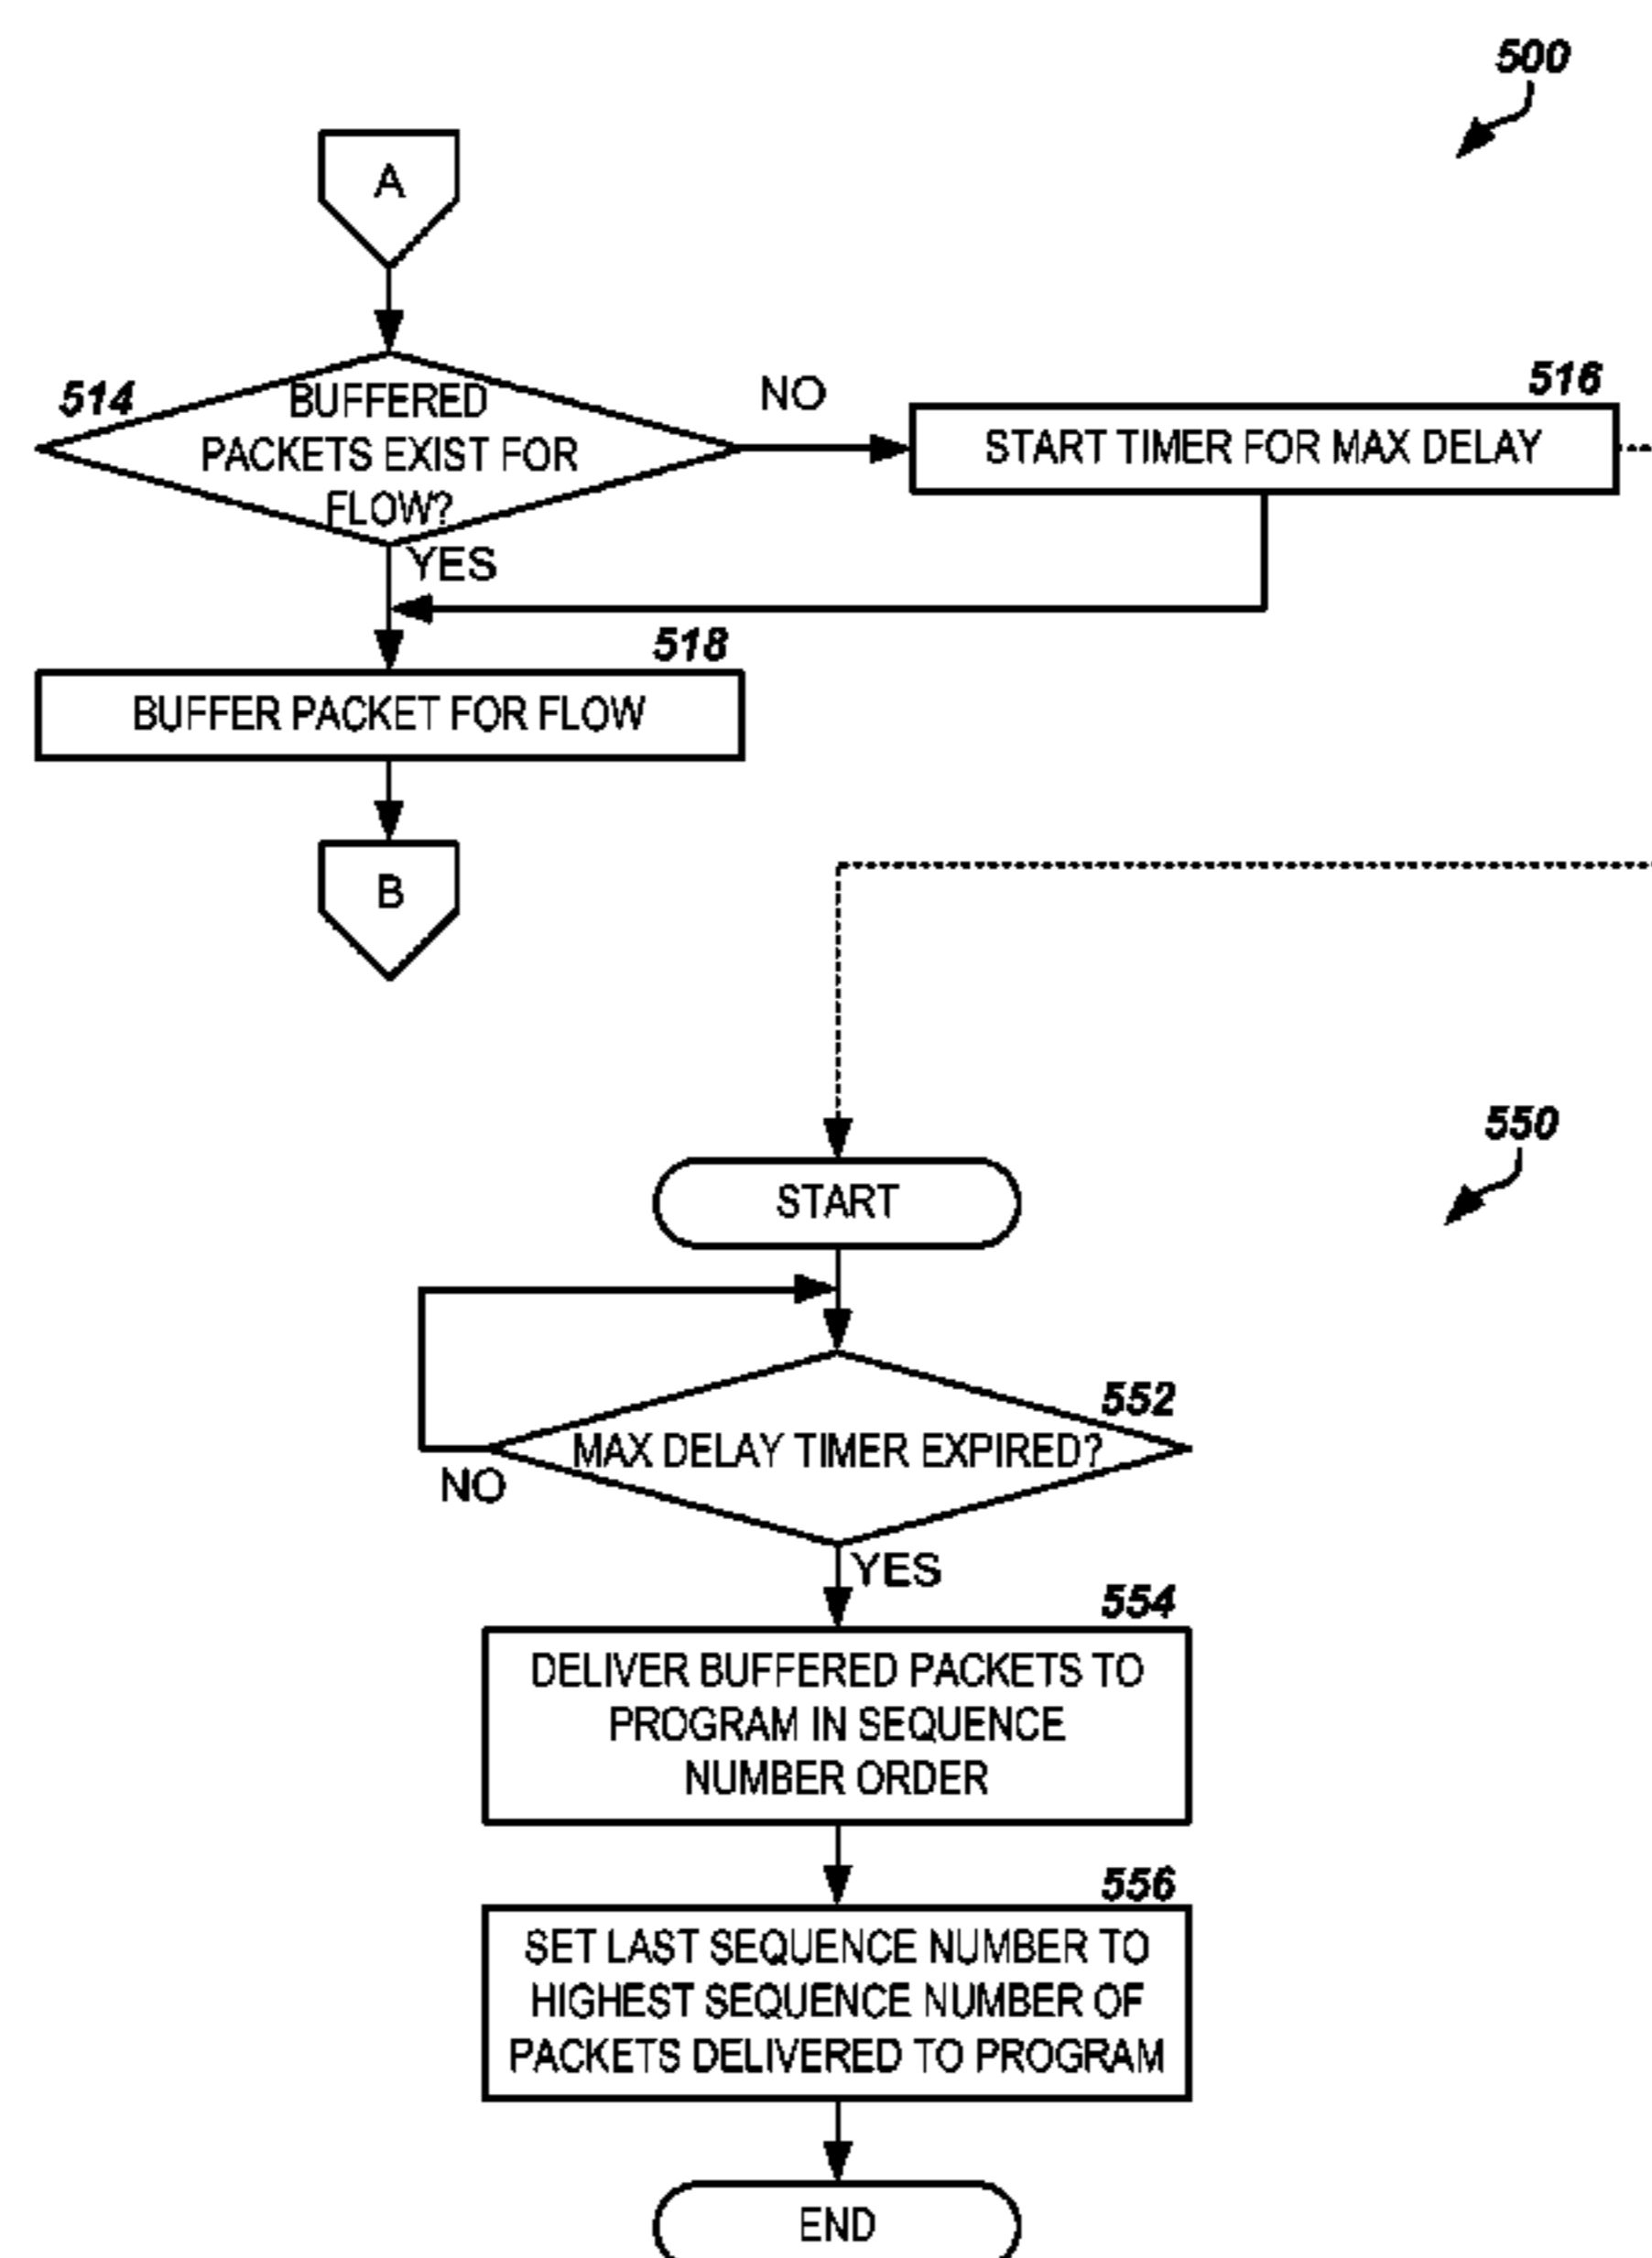 500
A
514
BUFFERED
PACKETS EXIST FOR
FLOW?
NO
516
START TIMER FOR MAX DELAY
YES
518
BUFFER PACKET FOR FLOW
B
550
START
552
MAX DELAY TIMER EXPIRED?
NO
YES
554
DELIVER BUFFERED PACKETS TO
PROGRAM IN SEQUENCE
NUMBER ORDER
556
SET LAST SEQUENCE NUMBER TO
HIGHEST SEQUENCE NUMBER OF
PACKETS DELIVERED TO PROGRAM
END